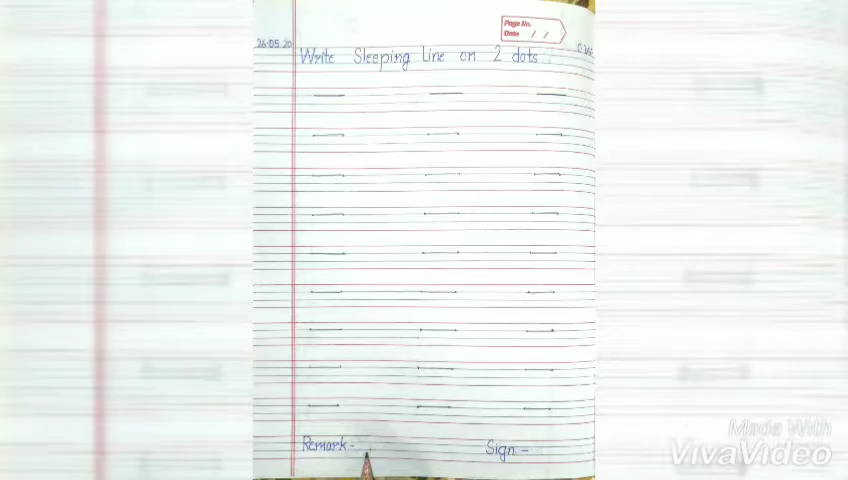 Page No.
Date / /
26.05.20
Write Sleeping Line on 2 dots
Remark -
Sign -
Made With
VivaVideo